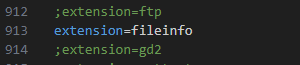 912 ;extension=ftp
913 extension=fileinfo
914 ;extension=gd2